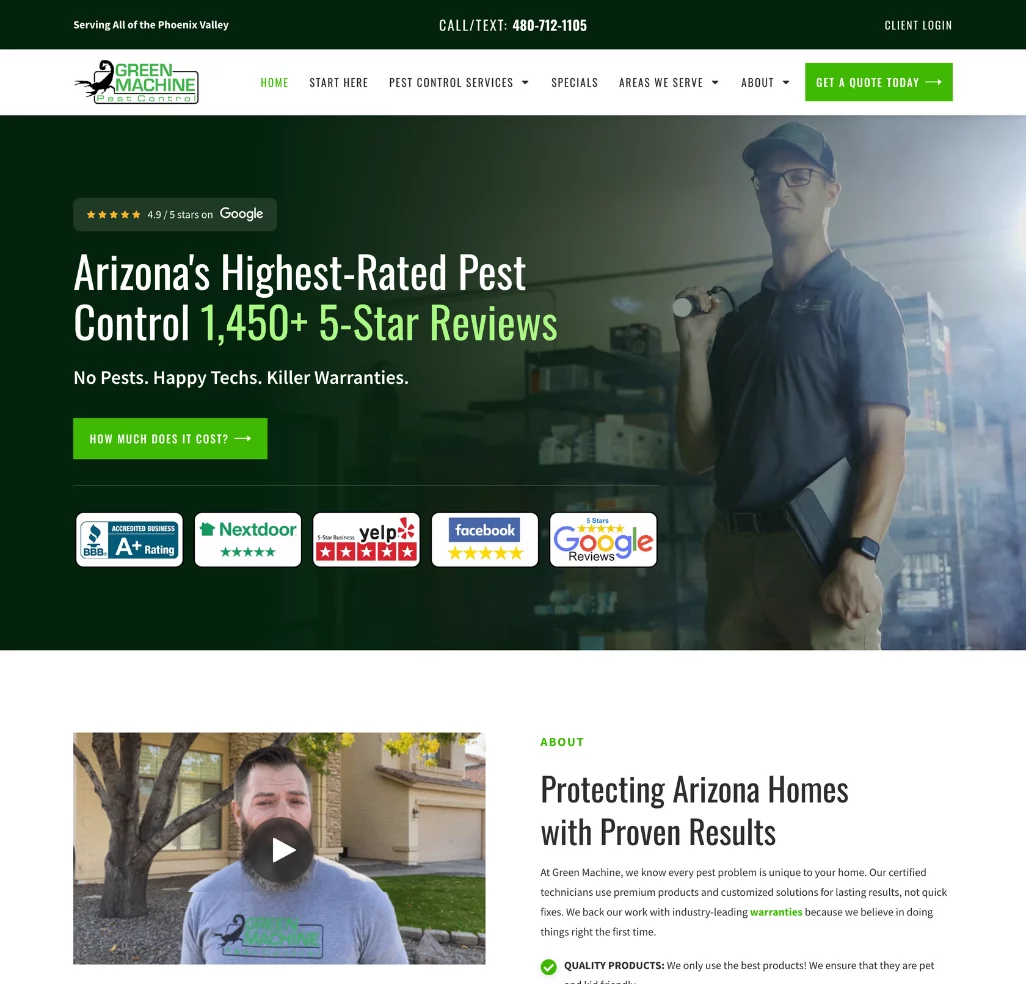 Serving All of the Phoenix Valley
CALL/TEXT: 480-712-1105
CLIENT LOGIN
GREEN
MACHINE
Pest Control
HOME
START HERE
PEST CONTROL SERVICES
SPECIALS
AREAS WE SERVE
ABOUT
GET A QUOTE TODAY
4.9 / 5 stars on Google
Arizona's Highest-Rated Pest
Control 1,450+ 5-Star Reviews
No Pests. Happy Techs. Killer Warranties.
HOW MUCH DOES IT COST?
BBB
ACCREDITED BUSINESS
A+ Rating
Nextdoor
5-Star Business
yelp
facebook
5 Stars
Google
Reviews
GREEN
MACHINE
ABOUT
Protecting Arizona Homes
with Proven Results
At Green Machine, we know every pest problem is unique to your home. Our certified
technicians use premium products and customized solutions for lasting results, not quick
fixes. We back our work with industry-leading warranties because we believe in doing
things right the first time.
QUALITY PRODUCTS: We only use the best products! We ensure that they are pet